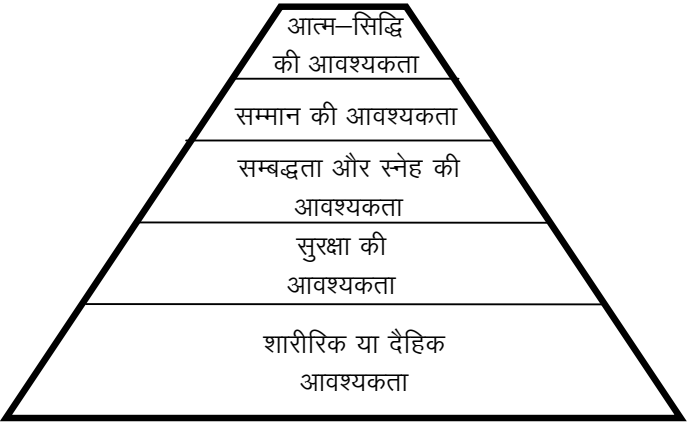 आत्म–सिद्धि
की आवश्यकता
सम्मान की आवश्यकता
सम्बद्धता और स्नेह की
आवश्यकता
सुरक्षा की
आवश्यकता
शारीरिक या दैहिक
आवश्यकता